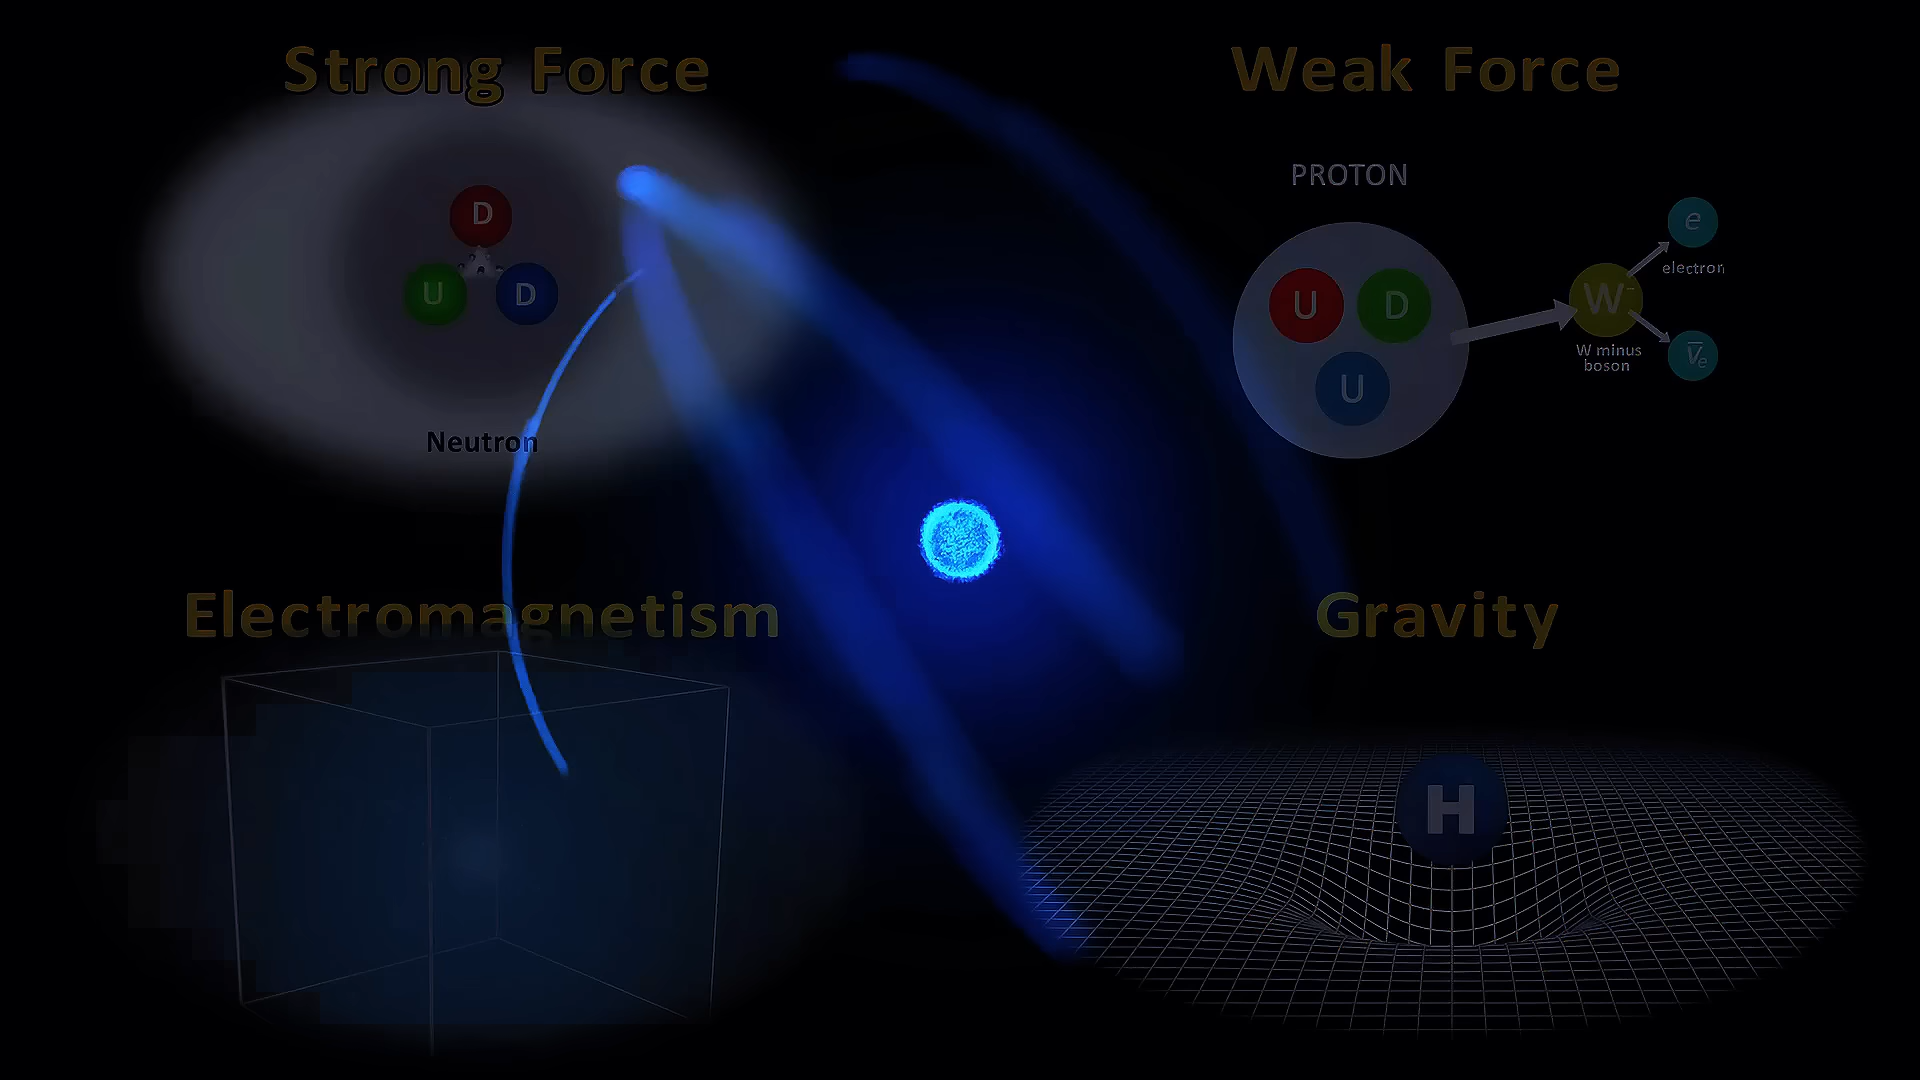 Strong Force
Weak Force
PROTON
D
U
D
Neutron
U
D
U
W-
W minus
boson
e
electron
v̅e
Electromagnetism
Gravity
H